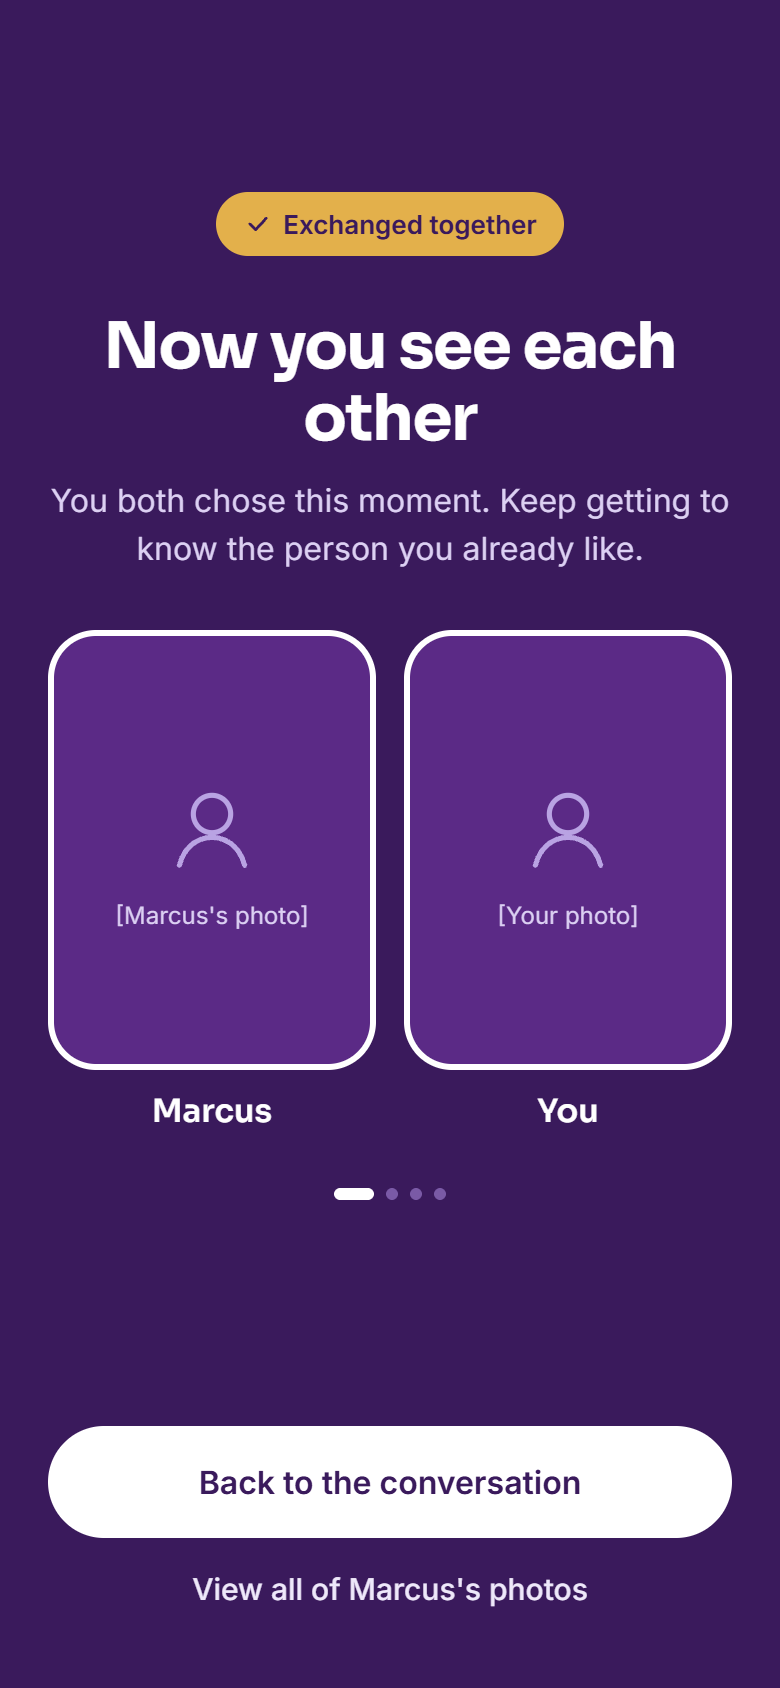 Exchanged together
Now you see each
other
You both chose this moment. Keep getting to
know the person you already like.
[Marcus's photo]
[Your photo]
Marcus
You
Back to the conversation
View all of Marcus's photos